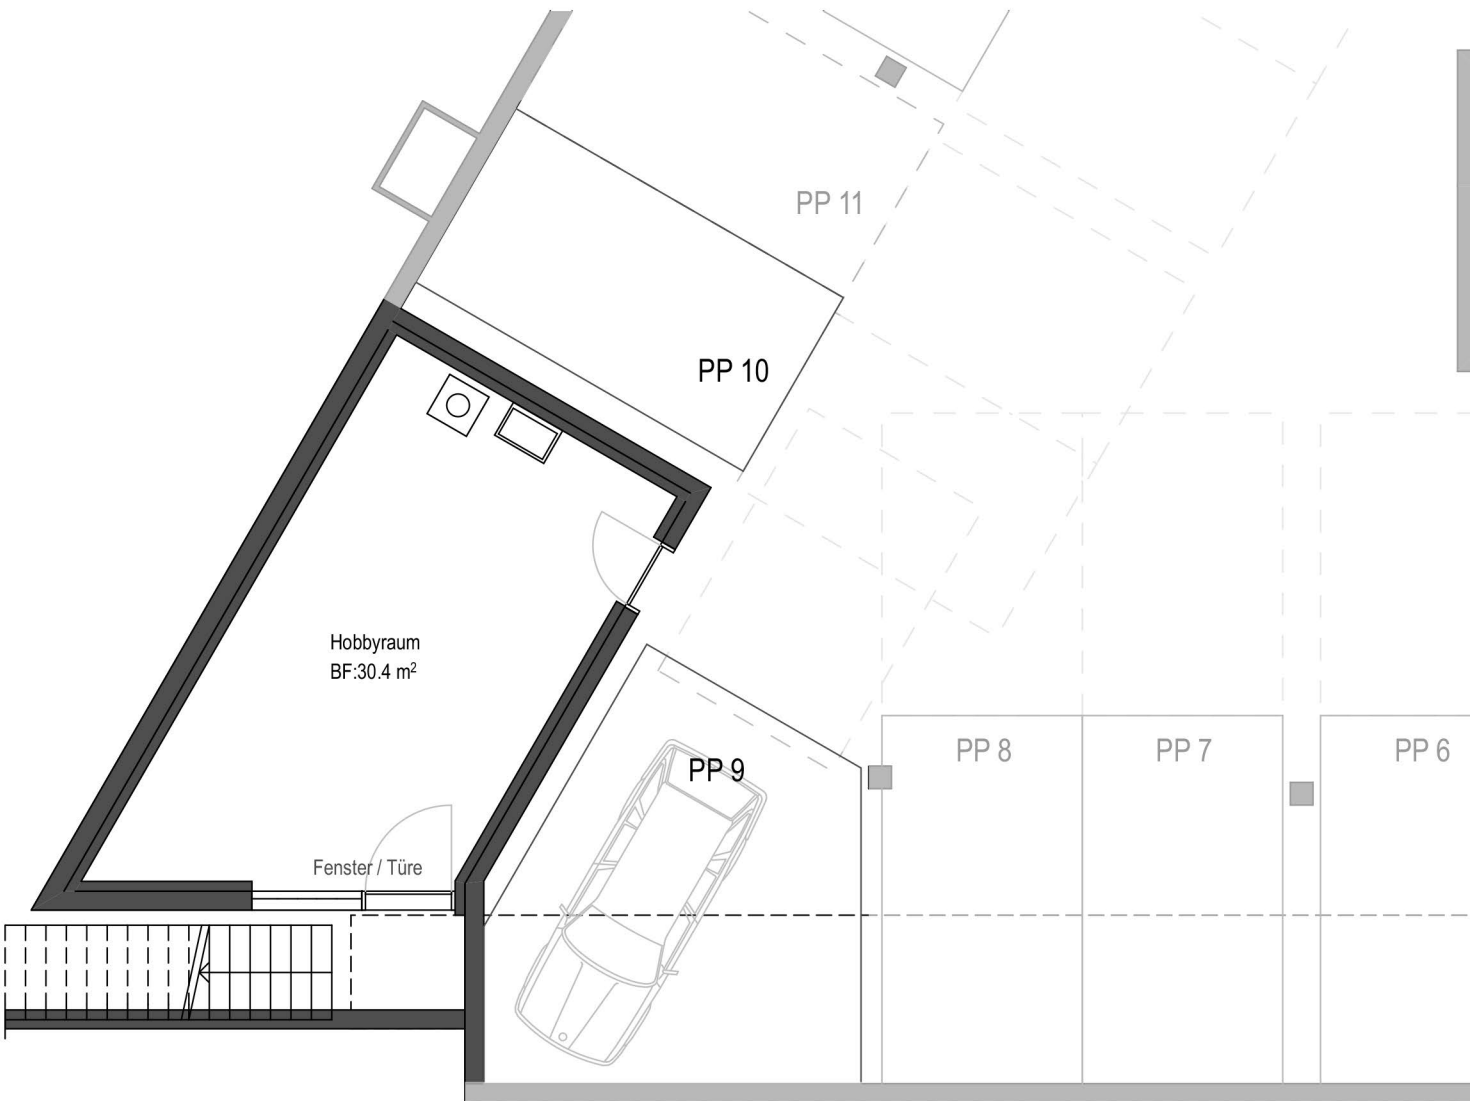 PP 11
PP 10
Hobbyraum
BF:30.4 m²
PP 9
PP 8
PP 7
PP 6
Fenster / Türe